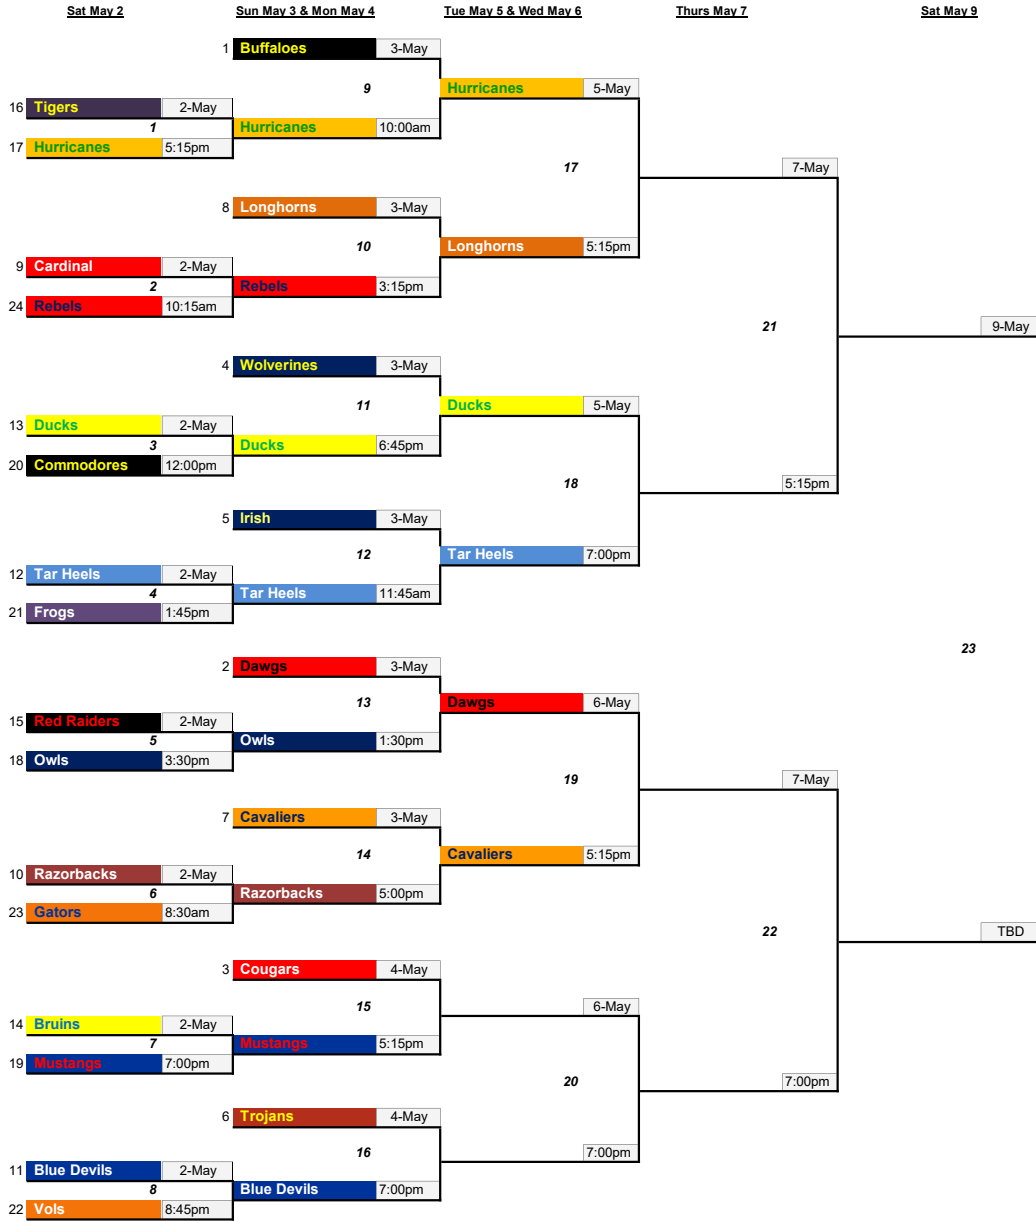 Sat May 2 Sun May 3 & Mon May 4 Tue May 5 & Wed May 6 Thurs May 7 Sat May 9
1 Buffaloes 3-May
9 Hurricanes 5-May
16 Tigers 2-May
1 Hurricanes 10:00am
17 Hurricanes 5:15pm
17 7-May
8 Longhorns 3-May
10 Longhorns 5:15pm
9 Cardinal 2-May
2 Rebels 3:15pm
24 Rebels 10:15am
21 9-May
4 Wolverines 3-May
11 Ducks 5-May
13 Ducks 2-May
3 Ducks 6:45pm
20 Commodores 12:00pm
18 5:15pm
5 Irish 3-May
12 Tar Heels 7:00pm
12 Tar Heels 2-May
4 Tar Heels 11:45am
21 Frogs 1:45pm
23
2 Dawgs 3-May
13 Dawgs 6-May
15 Red Raiders 2-May
5 Owls 1:30pm
18 Owls 3:30pm
19 7-May
7 Cavaliers 3-May
14 Cavaliers 5:15pm
10 Razorbacks 2-May
6 Razorbacks 5:00pm
23 Gators 8:30am
22 TBD
3 Cougars 4-May
15 6-May
14 Bruins 2-May
7 Mustangs 5:15pm
19 Mustangs 7:00pm
20 7:00pm
6 Trojans 4-May
16 7:00pm
11 Blue Devils 2-May
8 Blue Devils 7:00pm
22 Vols 8:45pm